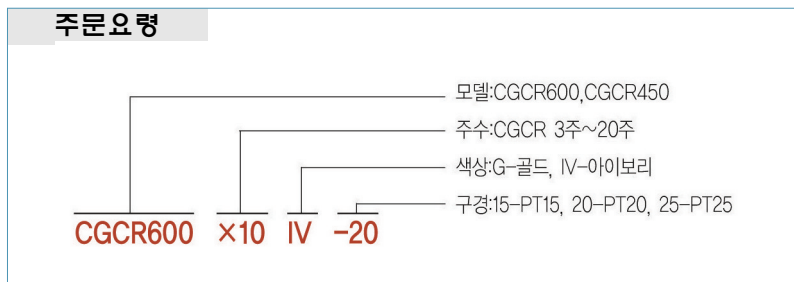 주문요령
모델:CGCR600,CGCR450
주수:CGCR 3주~20주
색상:G-골드, IV-아이보리
구경:15-PT15, 20-PT20, 25-PT25
CGCR600 ×10 IV -20